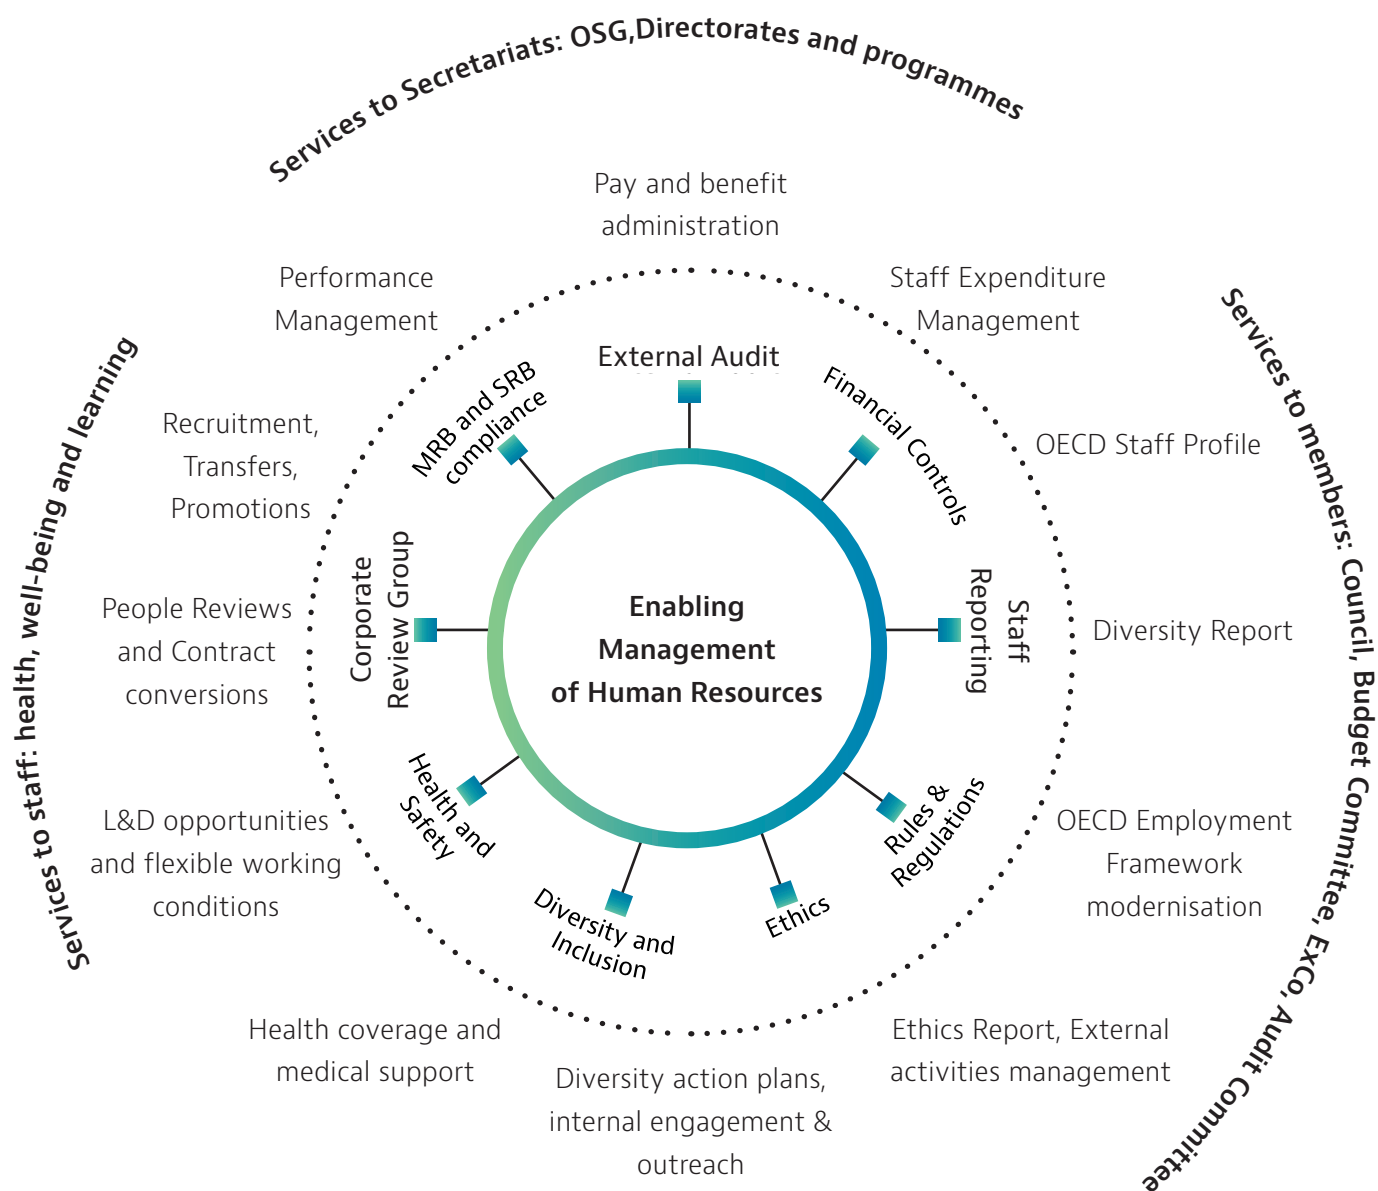 Services to Secretariats: OSG,Directorates and programmes
Pay and benefit
administration
Performance
Management
Staff Expenditure
Management
Services to staff: health, well-being and learning
Services to members: Council, Budget Committee, ExCo, Audit Committee
External Audit
MRB and SRB
compliance
Financial Controls
Recruitment,
Transfers,
Promotions
OECD Staff Profile
Corporate
Review Group
Staff
Reporting
People Reviews
and Contract
conversions
Enabling
Management
of Human Resources
Diversity Report
Health and
Safety
Rules &
Regulations
L&D opportunities
and flexible working
conditions
OECD Employment
Framework
modernisation
Diversity and
Inclusion
Ethics
Health coverage and
medical support
Diversity action plans,
internal engagement &
outreach
Ethics Report, External
activities management